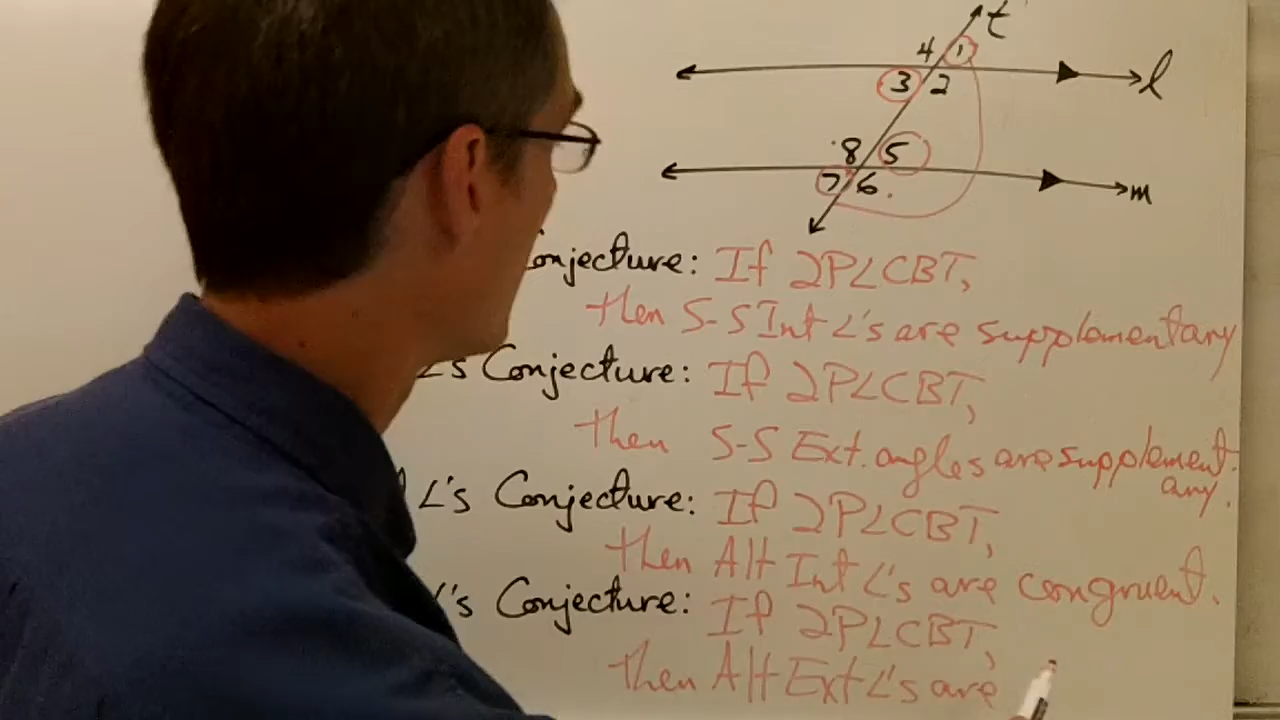 t
4 1
l
3 2
8 5
7 6
m
Conjecture: If 2P∠CBT,
then S-S Int ∠'s are supplementary
∠'s Conjecture: If 2P∠CBT,
then S-S Ext. angles are supplement.
any.
∠'s Conjecture: If 2P∠CBT,
then Alt Int ∠'s are congruent.
∠'s Conjecture: If 2P∠CBT,
then Alt Ext ∠'s are